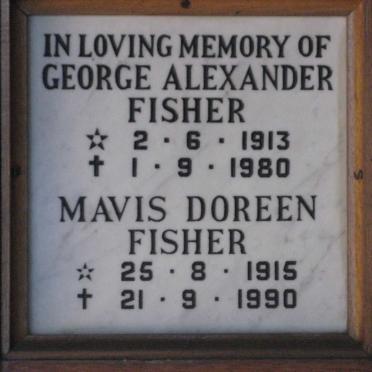 IN LOVING MEMORY OF
GEORGE ALEXANDER
FISHER
☆ 2 · 6 · 1913
✝ 1 · 9 · 1980
MAVIS DOREEN
FISHER
☆ 25 · 8 · 1915
✝ 21 · 9 · 1990